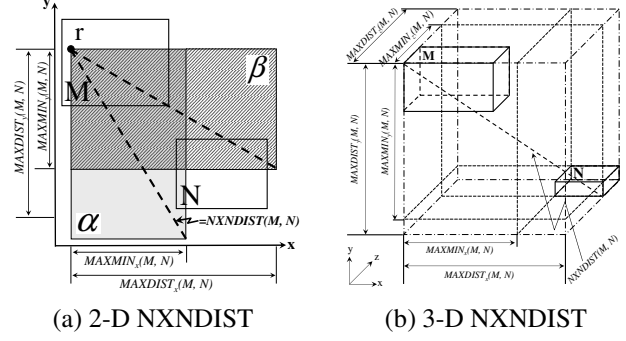 y
r
M
β
N
α
=NXNDIST(M, N)
x
MAXDIST_y(M, N)
MAXMIN_y(M, N)
MAXMIN_x(M, N)
MAXDIST_x(M, N)
(a) 2-D NXNDIST
MAXDIST_z(M, N)
MAXMIN_z(M, N)
M
N
MAXDIST_y(M, N)
MAXMIN_y(M, N)
MAXMIN_x(M, N)
MAXDIST_x(M, N)
NXNDIST(M, N)
y
z
x
(b) 3-D NXNDIST